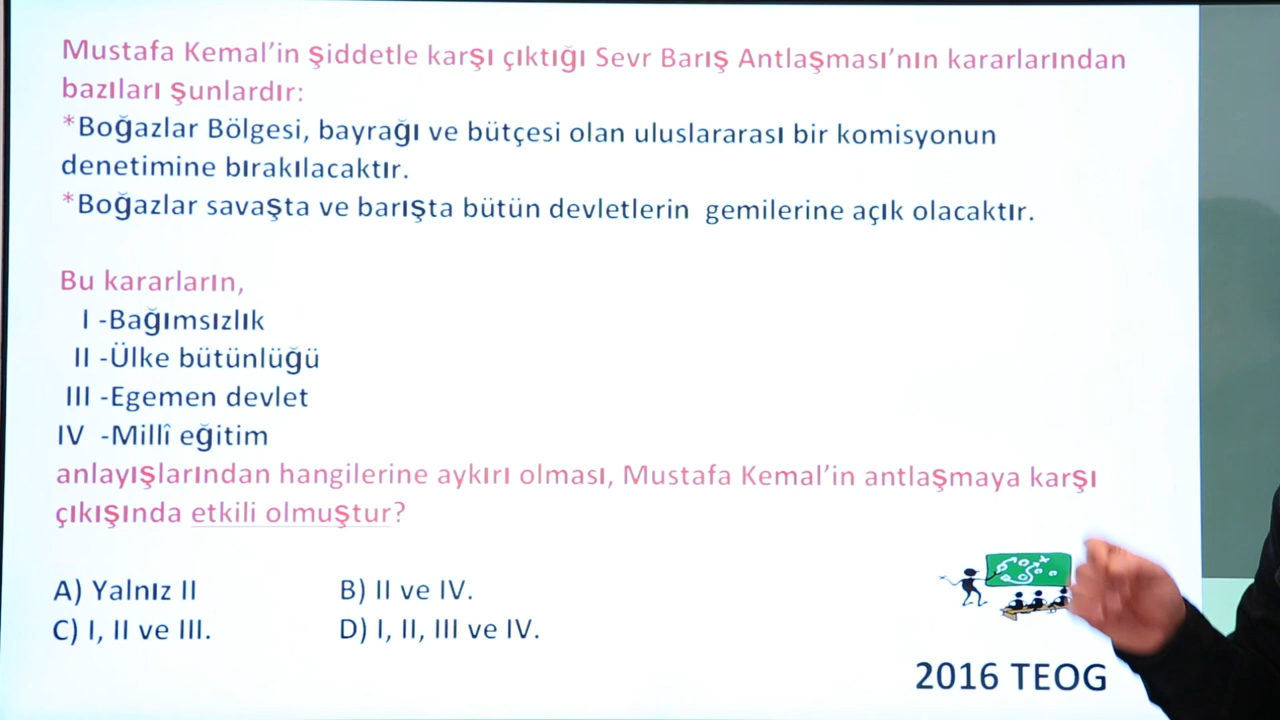 Mustafa Kemal'in şiddetle karşı çıktığı Sevr Barış Antlaşması'nın kararlarından
bazıları şunlardır:
*Boğazlar Bölgesi, bayrağı ve bütçesi olan uluslararası bir komisyonun
denetimine bırakılacaktır.
*Boğazlar savaşta ve barışta bütün devletlerin gemilerine açık olacaktır.
Bu kararların,
I -Bağımsızlık
II -Ülke bütünlüğü
III -Egemen devlet
IV -Millî eğitim
anlayışlarından hangilerine aykırı olması, Mustafa Kemal'in antlaşmaya karşı
çıkışında etkili olmuştur?
A) Yalnız II B) II ve IV.
C) I, II ve III. D) I, II, III ve IV.
2016 TEOG